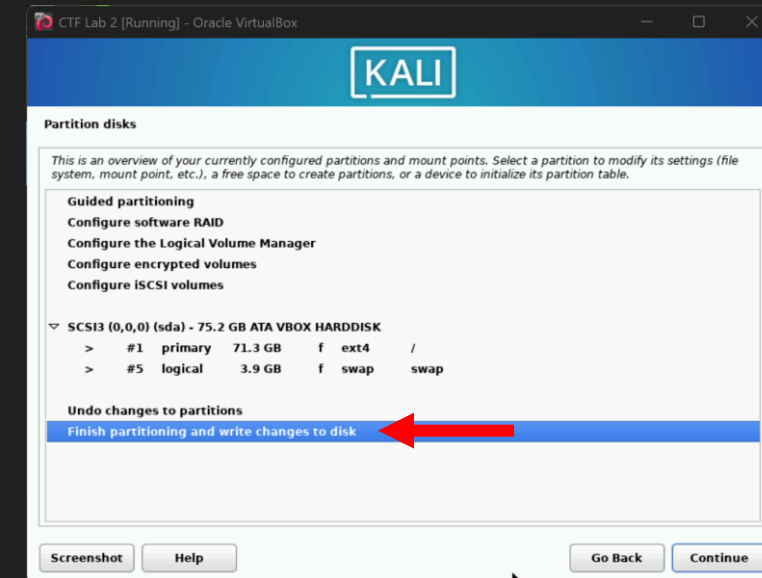 CTF Lab 2 [Running] - Oracle VirtualBox
KALI
Partition disks
This is an overview of your currently configured partitions and mount points. Select a partition to modify its settings (file
system, mount point, etc.), a free space to create partitions, or a device to initialize its partition table.
Guided partitioning
Configure software RAID
Configure the Logical Volume Manager
Configure encrypted volumes
Configure iSCSI volumes
SCSI3 (0,0,0) (sda) - 75.2 GB ATA VBOX HARDDISK
> #1 primary 71.3 GB f ext4 /
> #5 logical 3.9 GB f swap swap
Undo changes to partitions
Finish partitioning and write changes to disk
Screenshot Help Go Back Continue